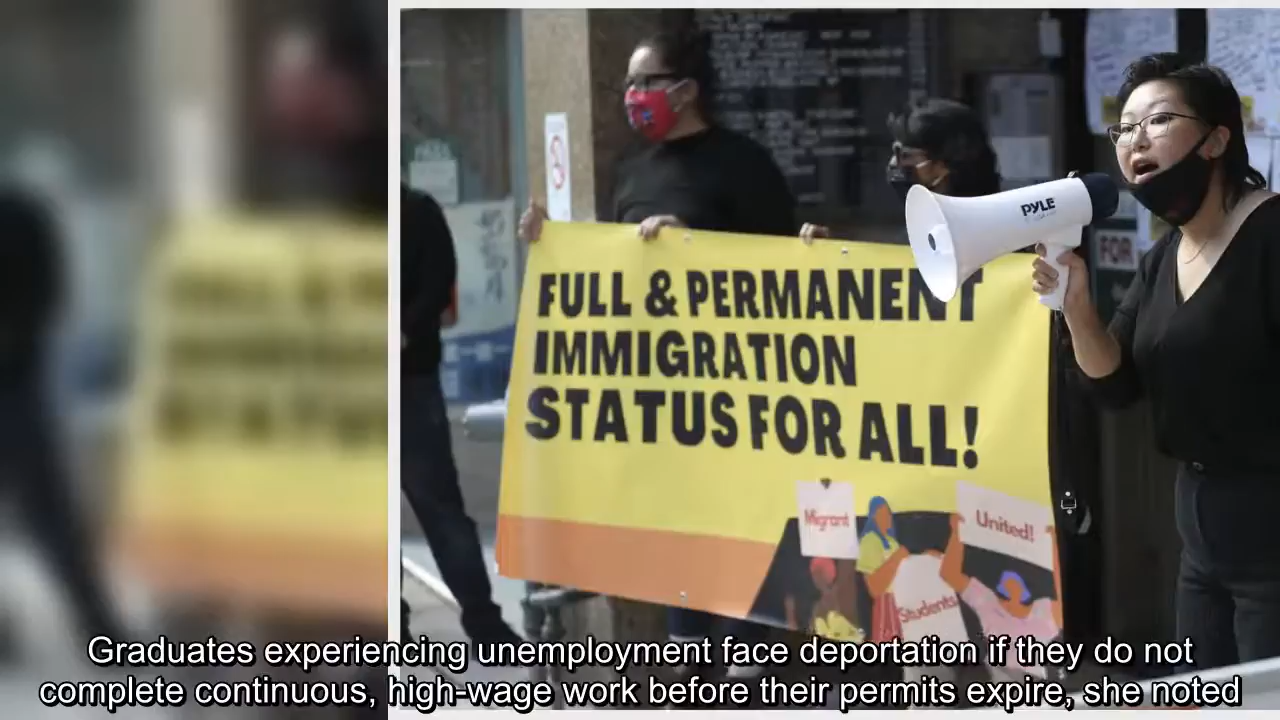 PYLE
FOR
FULL & PERMANENT
IMMIGRATION
STATUS FOR ALL!
Migrant
United!
Students
Graduates experiencing unemployment face deportation if they do not
complete continuous, high-wage work before their permits expire, she noted